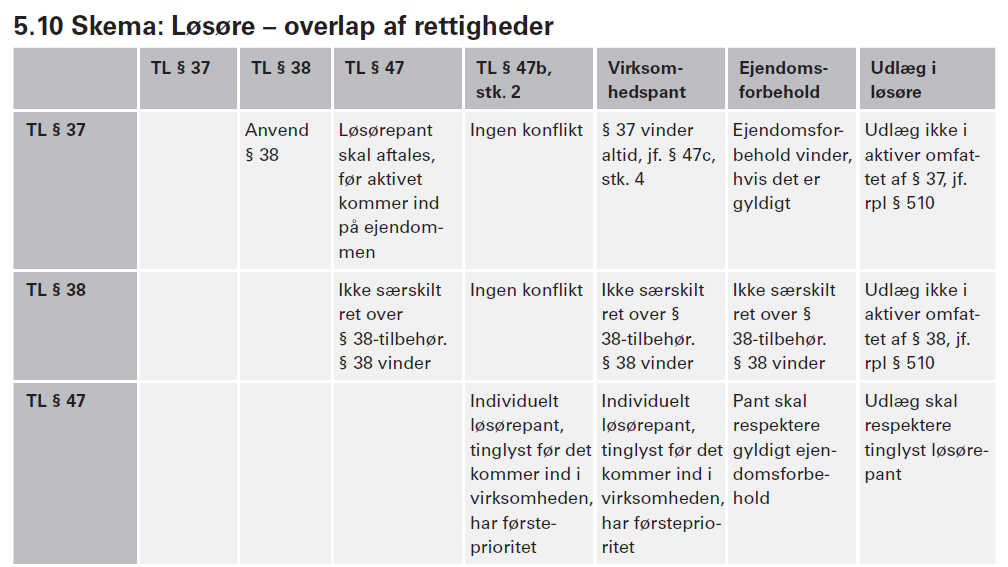 5.10 Skema: Løsøre – overlap af rettigheder
TL § 37
TL § 38
TL § 47
TL § 47b,
stk. 2
Virksom-
hedspant
Ejendoms-
forbehold
Udlæg i
løsøre
TL § 37
Anvend
§ 38
Løsørepant
skal aftales,
før aktivet
kommer ind
på ejendom-
men
Ingen konflikt
§ 37 vinder
altid, jf. § 47c,
stk. 4
Ejendomsfor-
behold vinder,
hvis det er
gyldigt
Udlæg ikke i
aktiver omfat-
tet af § 37, jf.
rpl § 510
TL § 38
Ikke særskilt
ret over
§ 38-tilbehør.
§ 38 vinder
Ingen konflikt
Ikke særskilt
ret over §
38-tilbehør.
§ 38 vinder
Ikke særskilt
ret over §
38-tilbehør.
§ 38 vinder
Udlæg ikke i
aktiver omfat-
tet af § 38, jf.
rpl § 510
TL § 47
Individuelt
løsørepant,
tinglyst før det
kommer ind i
virksomheden,
har første-
prioritet
Individuelt
løsørepant,
tinglyst før det
kommer ind i
virksomheden,
har førsteprio-
ritet
Pant skal
respektere
gyldigt ejen-
domsforbe-
hold
Udlæg skal
respektere
tinglyst løsøre-
pant